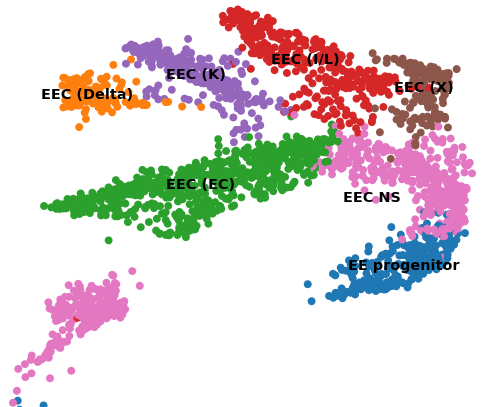 EEC (I/L)
EEC (K)
EEC (X)
EEC (Delta)
EEC (EC)
EEC NS
EE progenitor